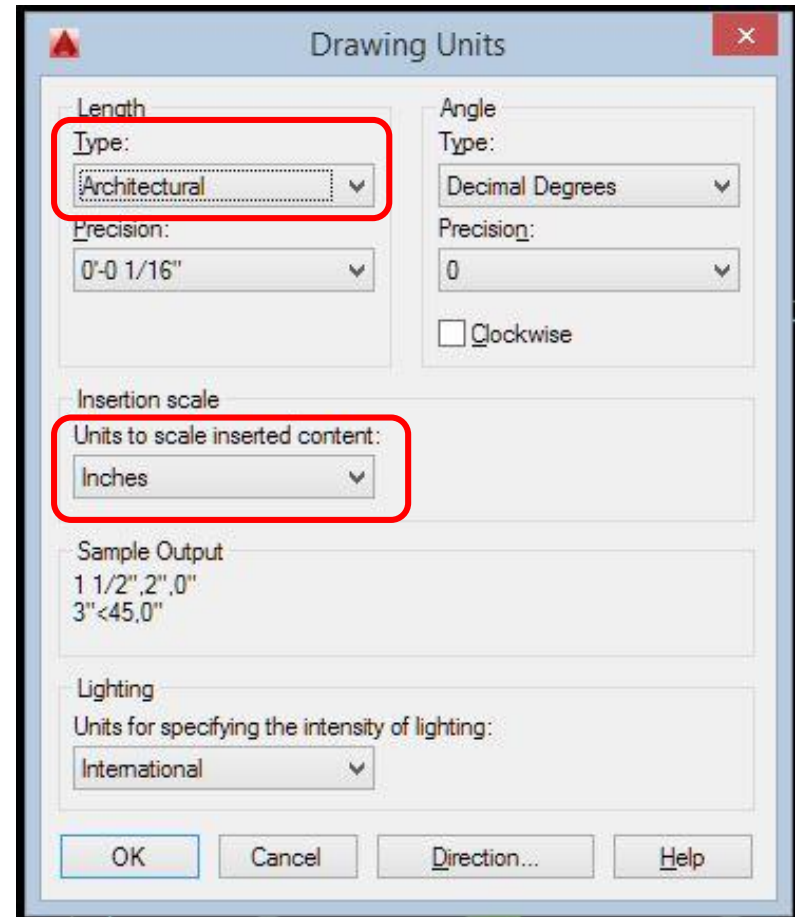 Drawing Units
Length
Type:
Architectural
Precision:
0'-0 1/16"
Angle
Type:
Decimal Degrees
Precision:
0
Clockwise
Insertion scale
Units to scale inserted content:
Inches
Sample Output
1 1/2",2",0"
3"<45,0"
Lighting
Units for specifying the intensity of lighting:
International
OK Cancel Direction... Help